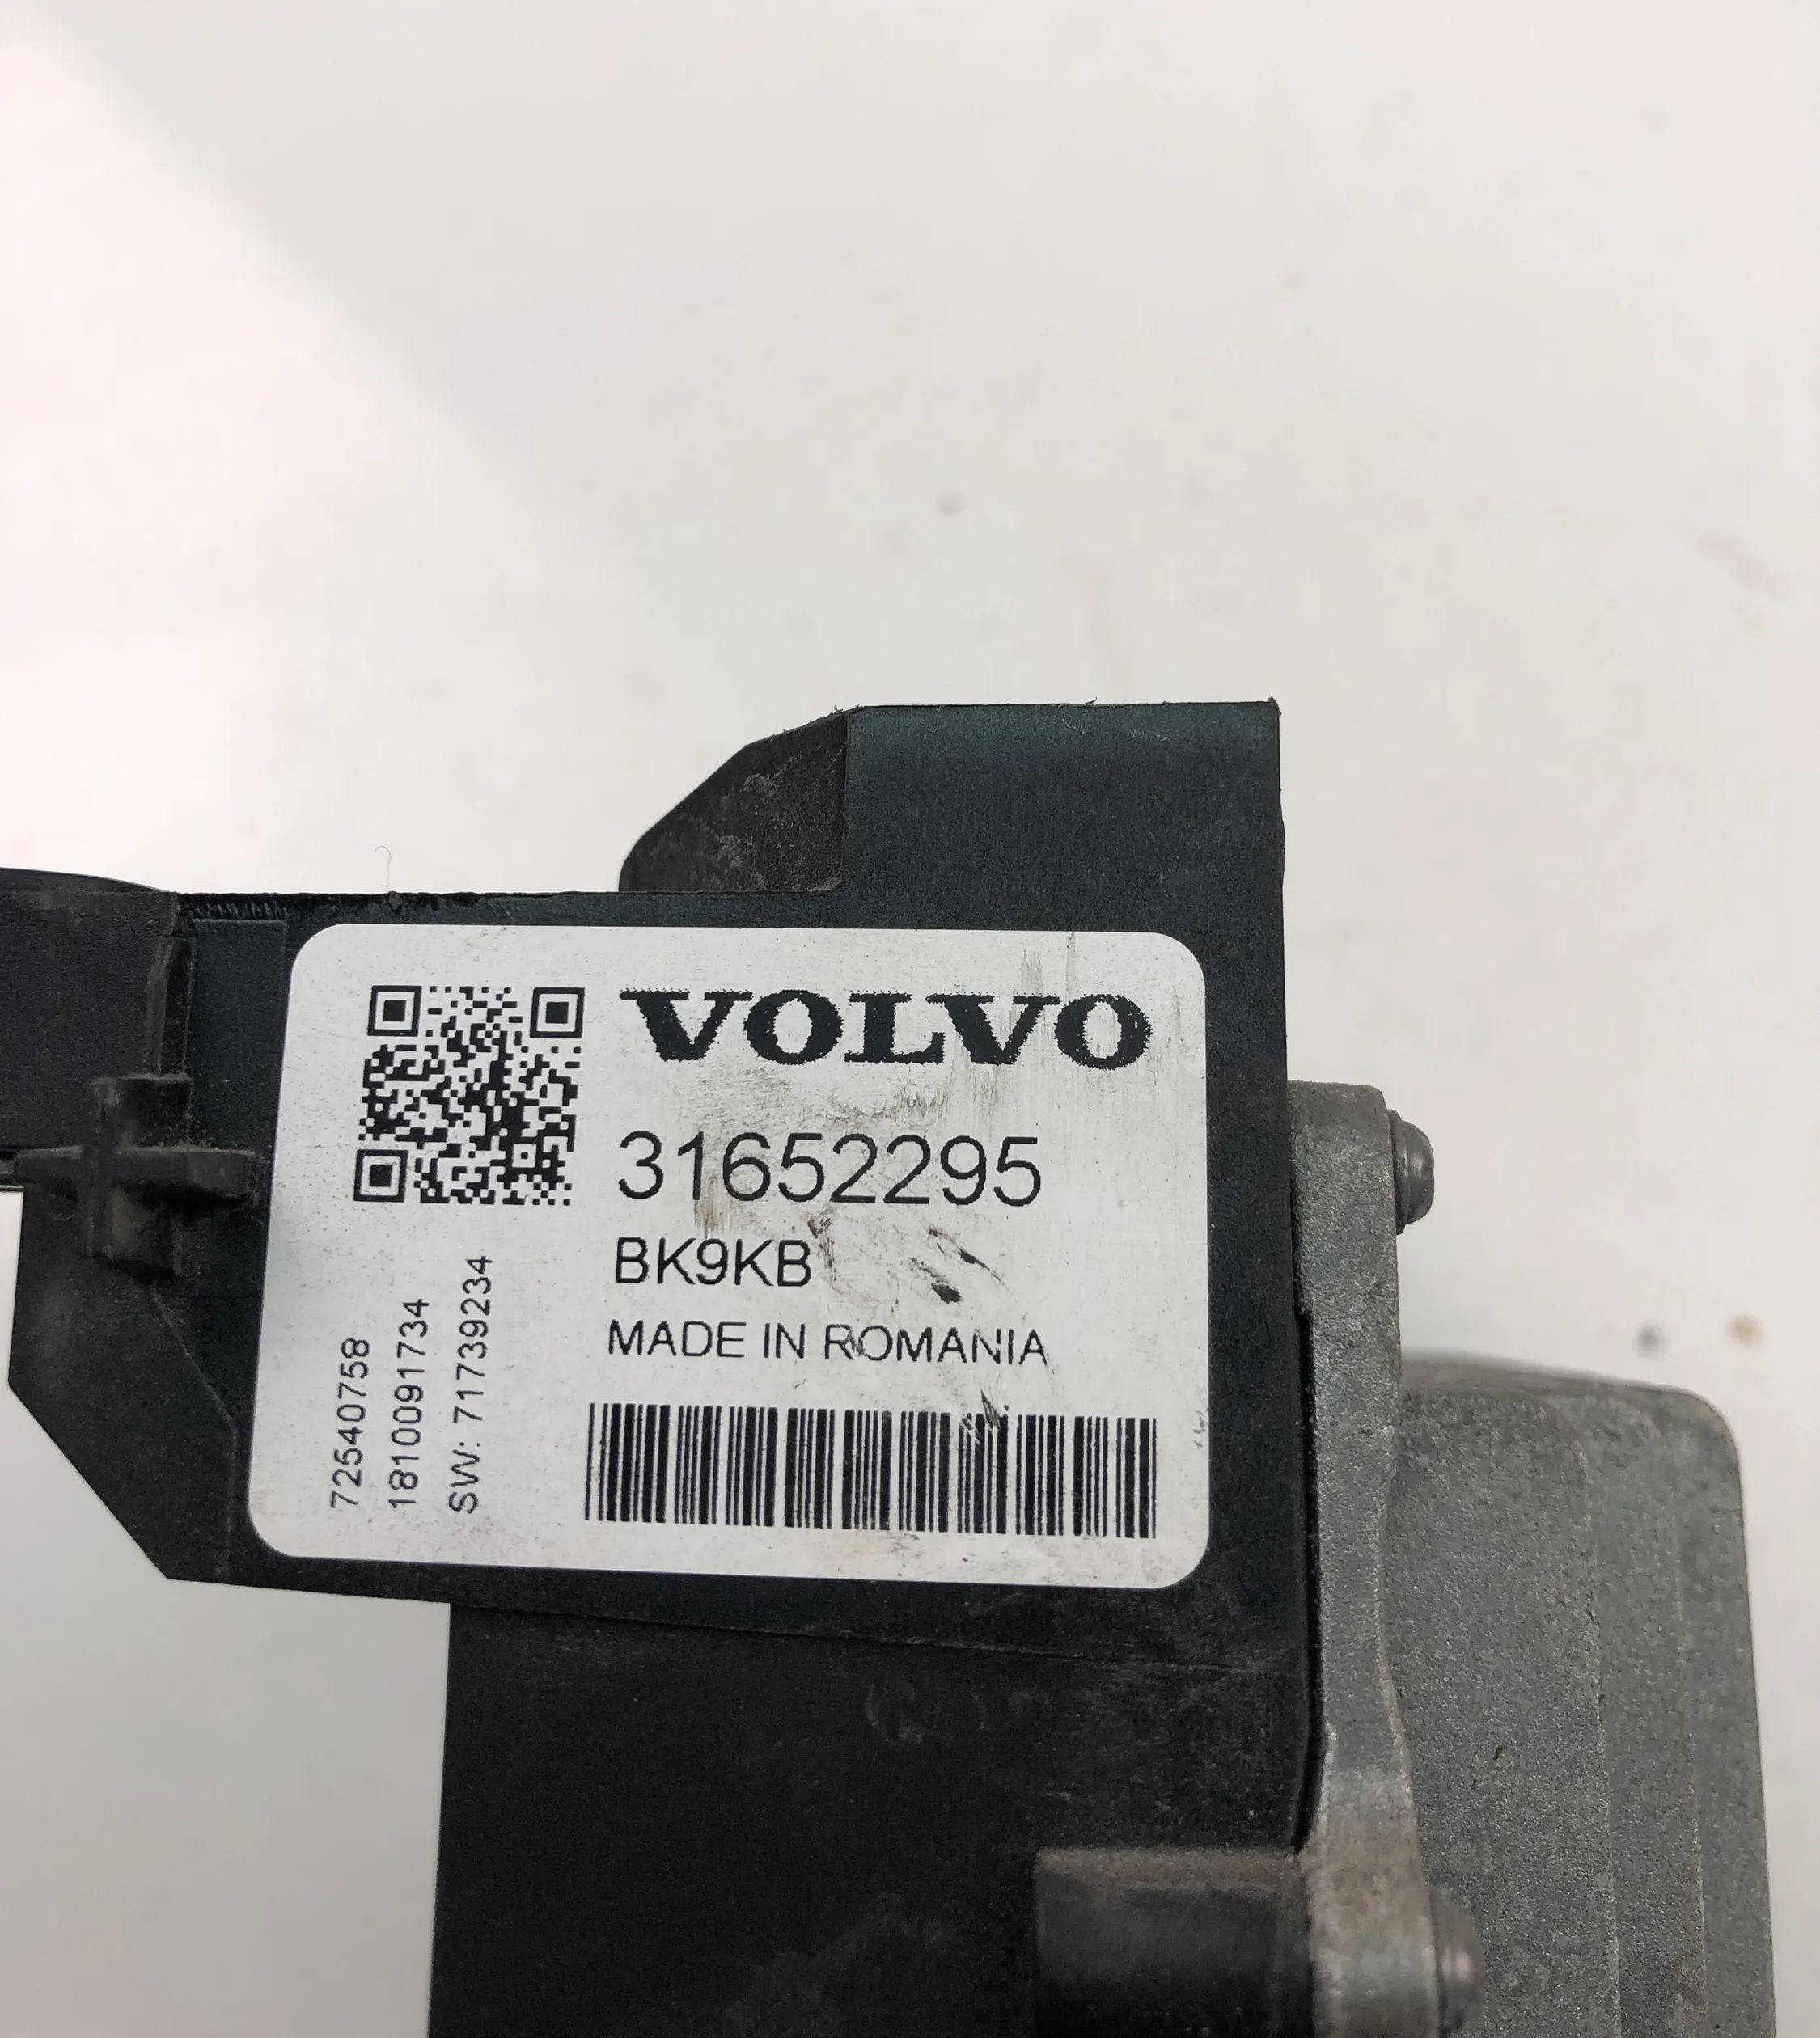 VOLVO
31652295
BK9KB
MADE IN ROMANIA
72540758
1810091734
SW: 71739234